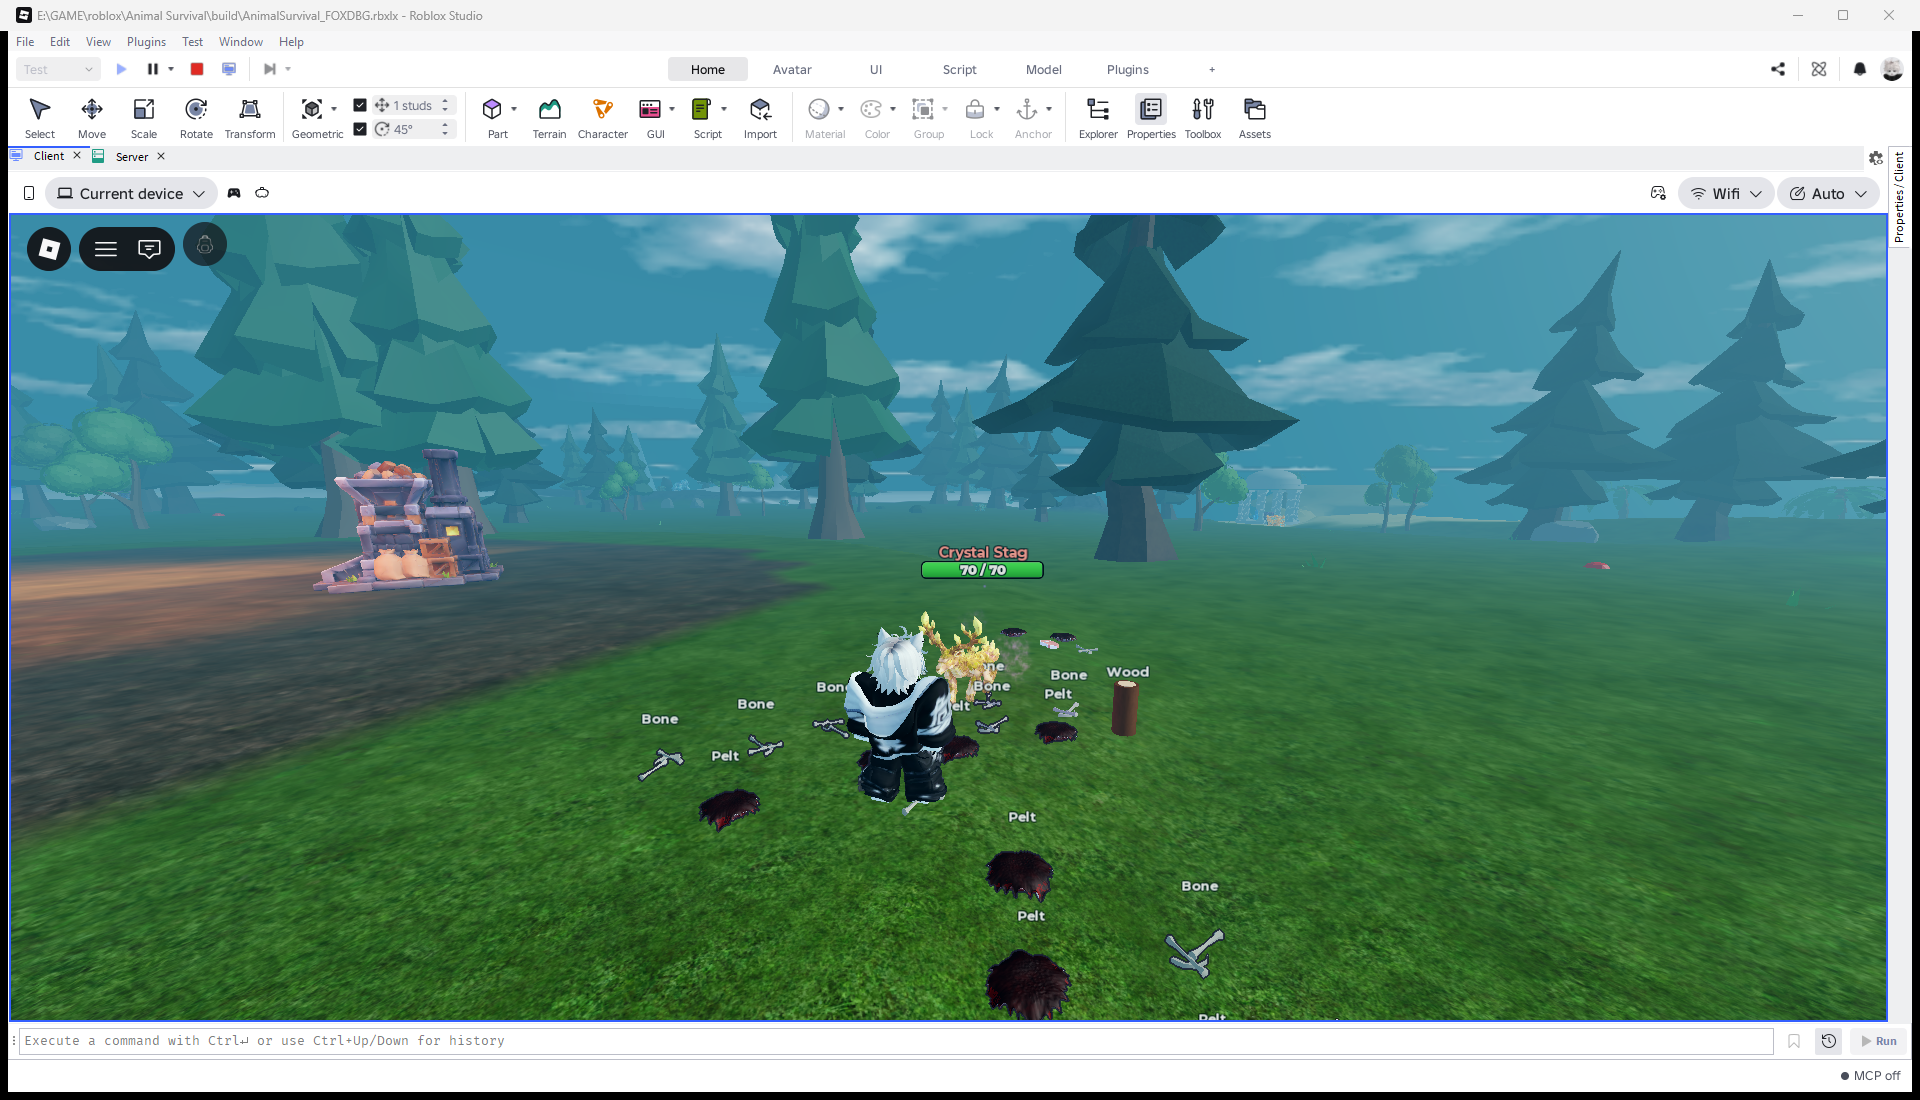 E:\GAME\roblox\Animal Survival\build\AnimalSurvival_FOXDBG.rbxlx - Roblox Studio
File Edit View Plugins Test Window Help
Test
Home Avatar UI Script Model Plugins +
1 studs
45°
Select Move Scale Rotate Transform Geometric Part Terrain Character GUI Script Import Material Color Group Lock Anchor Explorer Properties Toolbox Assets
Client Server
Properties / Client
Current device
Wifi Auto
Crystal Stag
70 / 70
Bone
Wood
Bone
Bone
Pelt
Bone
Bone
Pelt
Pelt
Bone
Pelt
Execute a command with Ctrl↵ or use Ctrl+Up/Down for history
Run
MCP off